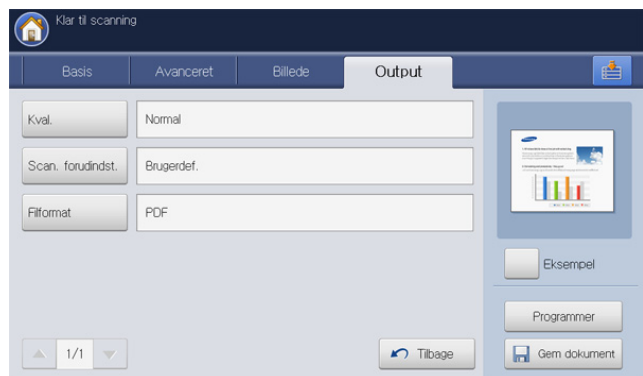 Klar til scanning
Basis
Avanceret
Billede
Output
Kval.
Normal
Scan. forudindst.
Brugerdef.
Filformat
PDF
Eksempel
Programmer
1/1
Tilbage
Gem dokument